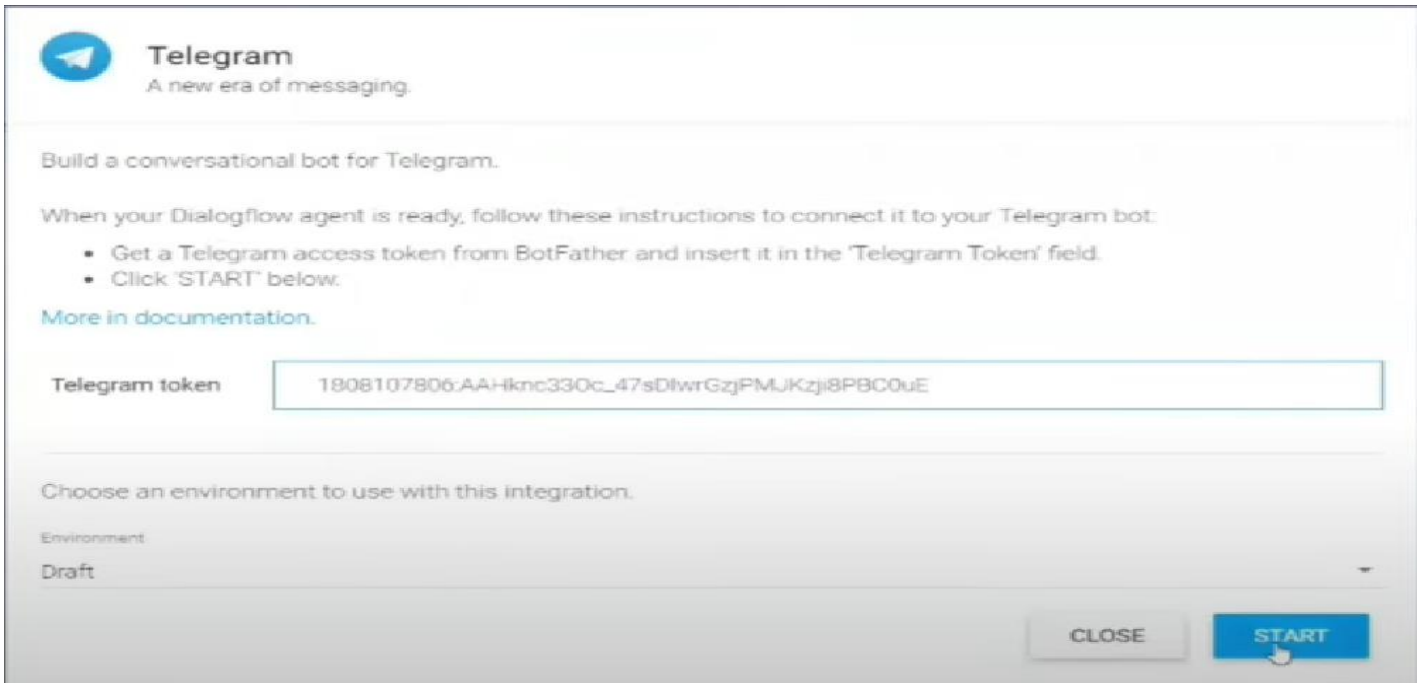 Telegram
A new era of messaging.
Build a conversational bot for Telegram.
When your Dialogflow agent is ready, follow these instructions to connect it to your Telegram bot:
• Get a Telegram access token from BotFather and insert it in the 'Telegram Token' field.
• Click 'START' below.
More in documentation.
Telegram token
Choose an environment to use with this integration.
Environment
Draft
CLOSE START